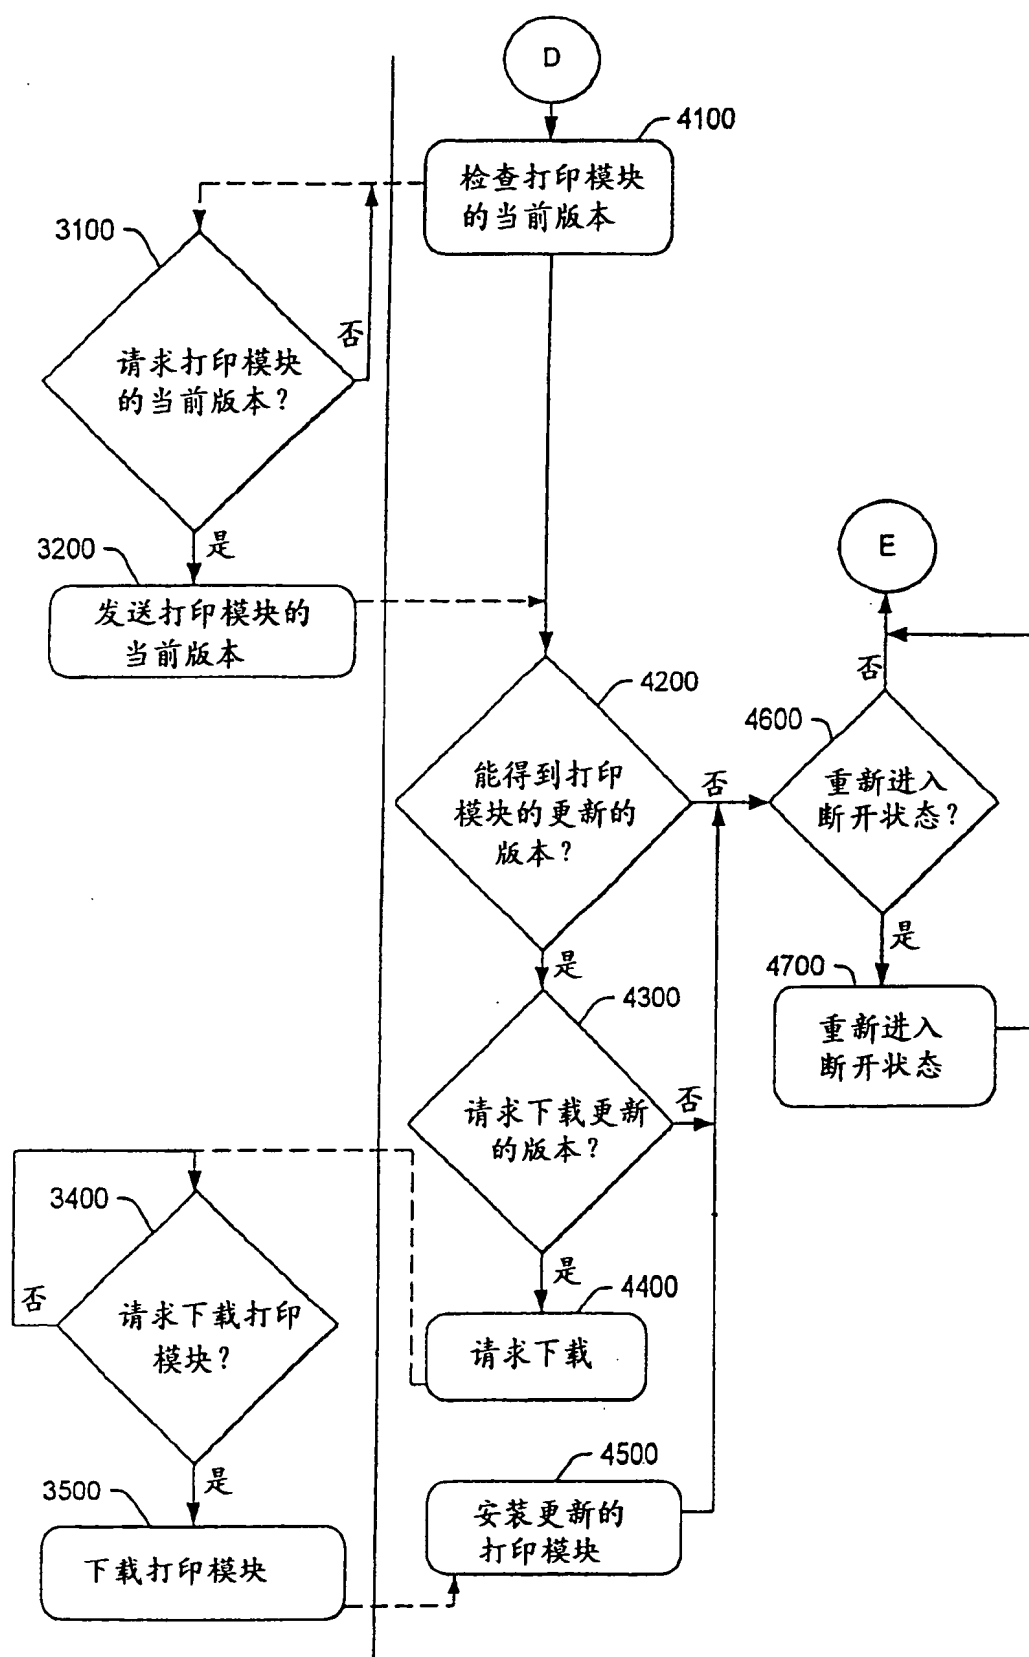 D
4100
检查打印模块
的当前版本
3100
否
请求打印模块
的当前版本?
是
3200
发送打印模块的
当前版本
E
否
4200
能得到打印
模块的更新的
版本?
否
4600
重新进入
断开状态?
是
4700
重新进入
断开状态
是
4300
请求下载更新
的版本?
否
是
4400
请求下载
3400
否
请求下载打印
模块?
是
3500
下载打印模块
4500
安装更新的
打印模块